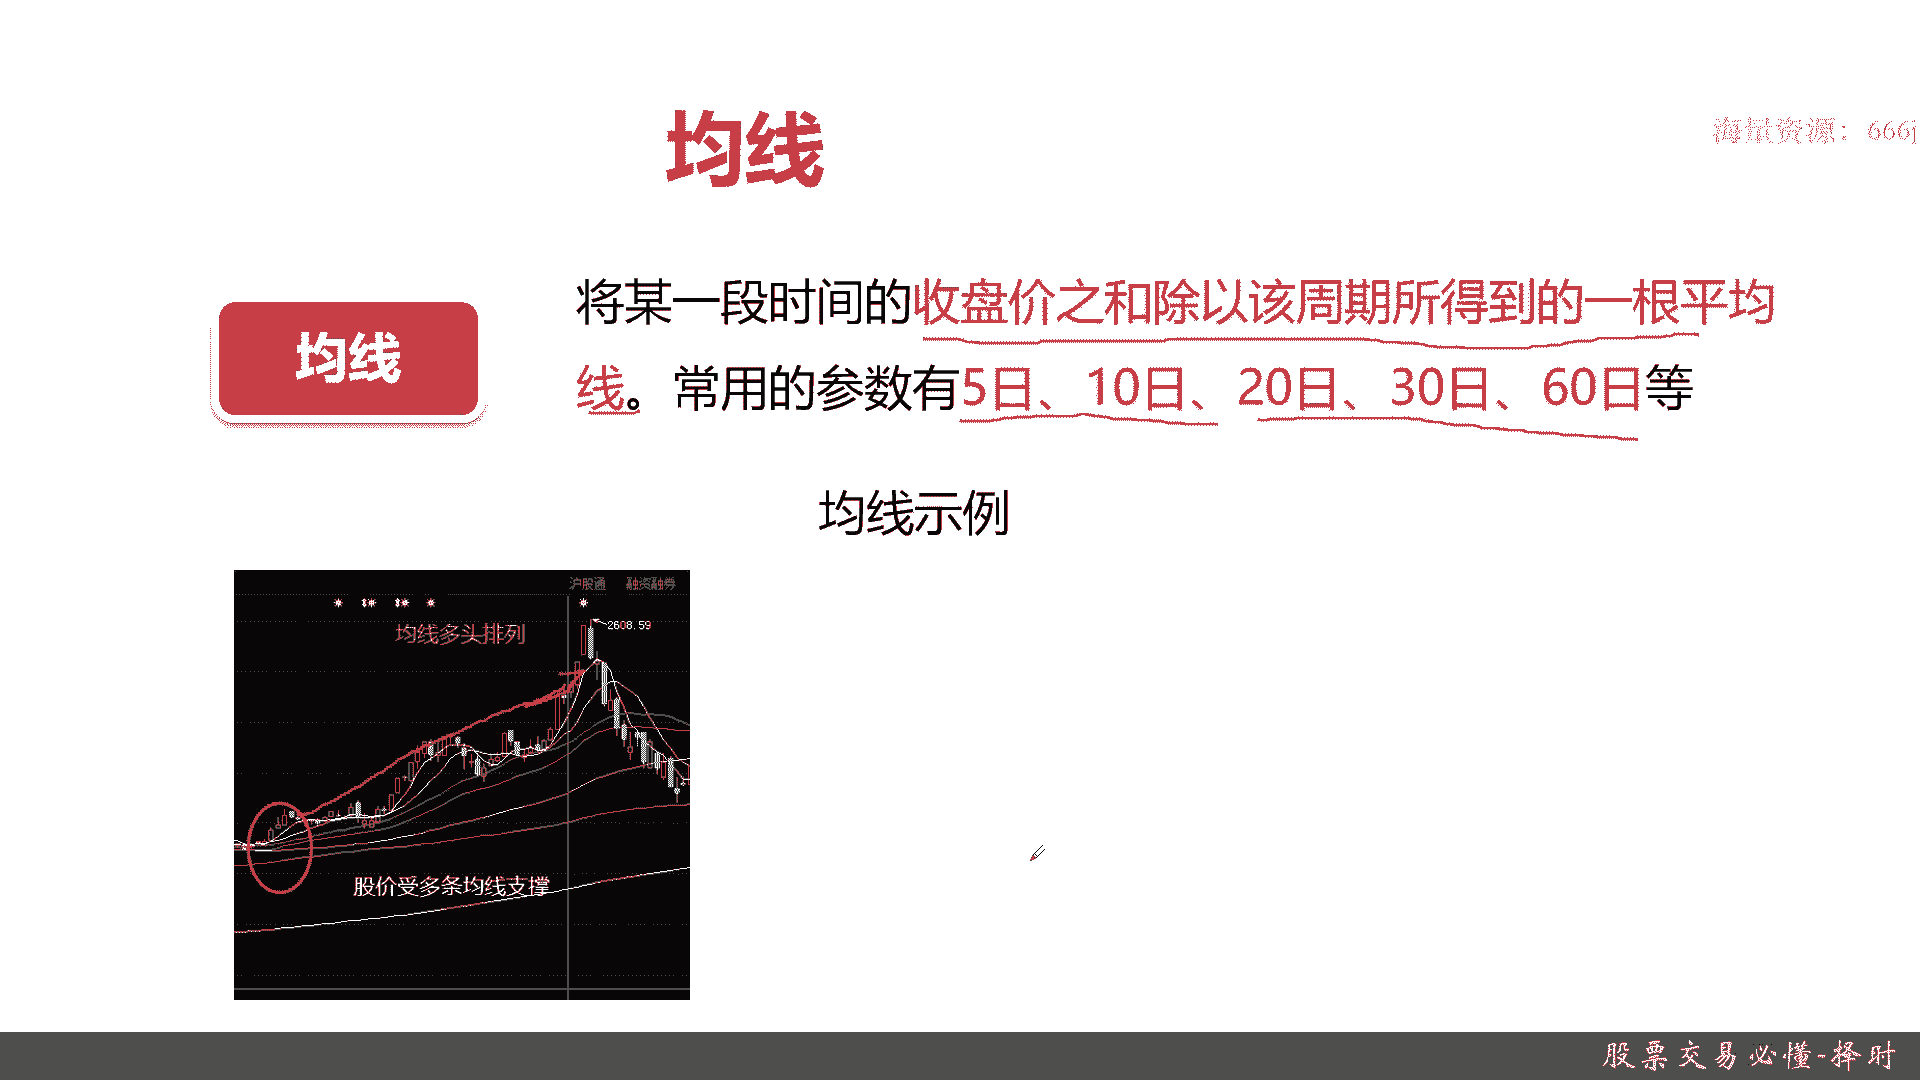 均线
海量资源：666j
均线
将某一段时间的收盘价之和除以该周期所得到的一根平均
线。常用的参数有5日、10日、20日、30日、60日等
均线示例
沪股通 融资融券
2608.59
均线多头排列
股价受多条均线支撑
股票交易必懂-择时